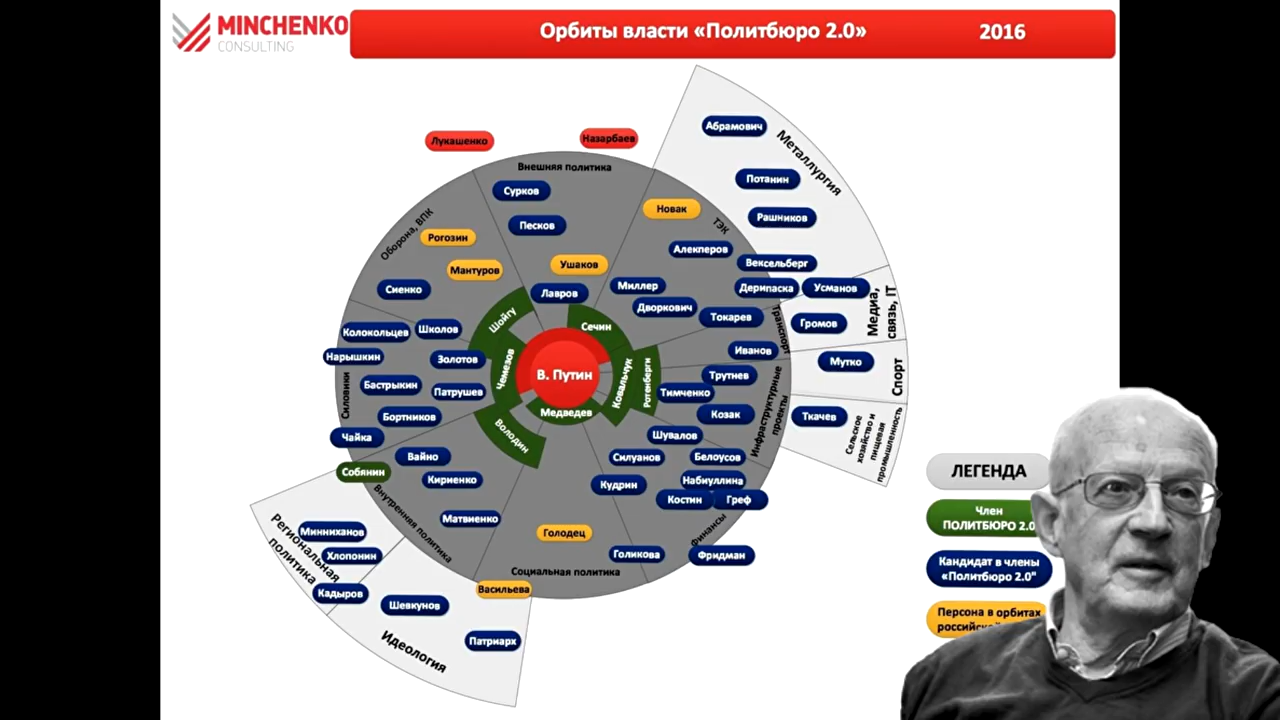 MINCHENKO
CONSULTING
Орбиты власти «Политбюро 2.0»
2016
Лукашенко
Назарбаев
Внешняя политика
Сурков
Песков
Ушаков
Лавров
Оборона, ВПК
Рогозин
Мантуров
Сиенко
Шойгу
ТЭК
Новак
Алекперов
Миллер
Дворкович
Токарев
Сечин
Металлургия
Абрамович
Потанин
Рашников
Вексельберг
Дерипаска
Усманов
Медиа,
связь, IT
Громов
Спорт
Мутко
Сельское
хозяйство и
пищевая
промышленность
Ткачев
Транспорт
Иванов
Инфраструктурные
проекты
Трутнев
Тимченко
Козак
Ковальчук
Ротенберги
В. Путин
Чемезов
Медведев
Володин
Силовики
Колокольцев
Школов
Нарышкин
Золотов
Бастрыкин
Патрушев
Бортников
Чайка
Собянин
Внутренняя политика
Вайно
Кириенко
Матвиенко
Шувалов
Силуанов
Белоусов
Кудрин
Набиуллина
Костин
Греф
Финансы
Фридман
Социальная политика
Голодец
Голикова
Васильева
Региональная
политика
Минниханов
Хлопонин
Кадыров
Идеология
Шевкунов
Патриарх
ЛЕГЕНДА
Член
ПОЛИТБЮРО 2.0
Кандидат в члены
«Политбюро 2.0"
Персона в орбитах